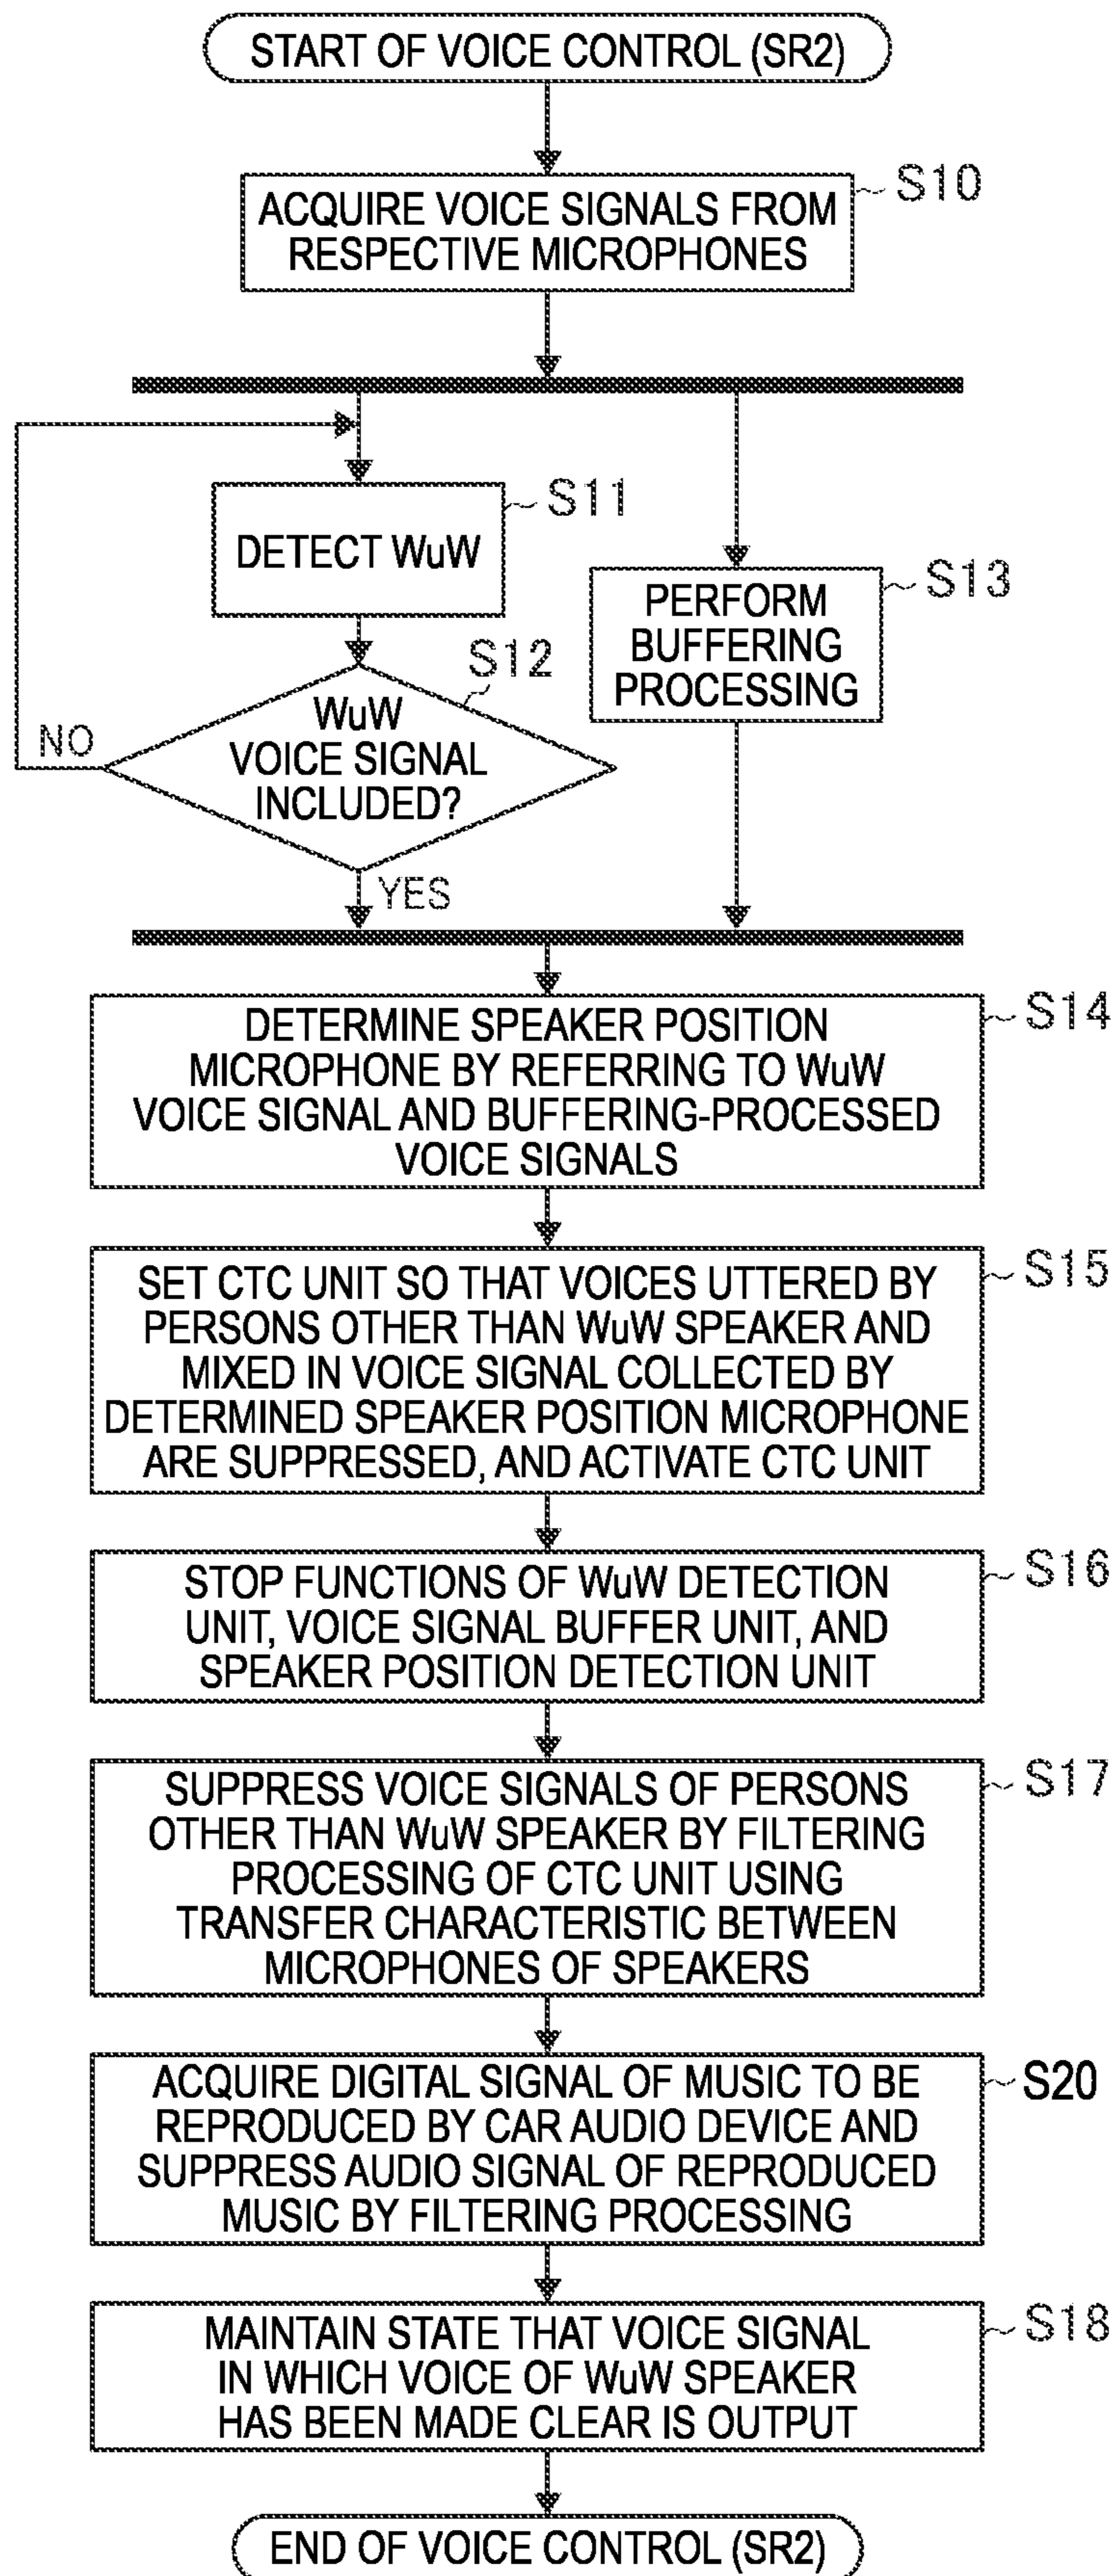 START OF VOICE CONTROL (SR2)
S10
ACQUIRE VOICE SIGNALS FROM
RESPECTIVE MICROPHONES
S11
DETECT WuW
S13
PERFORM
BUFFERING
PROCESSING
S12
WuW
VOICE SIGNAL
INCLUDED?
NO
YES
S14
DETERMINE SPEAKER POSITION
MICROPHONE BY REFERRING TO WuW
VOICE SIGNAL AND BUFFERING-PROCESSED
VOICE SIGNALS
S15
SET CTC UNIT SO THAT VOICES UTTERED BY
PERSONS OTHER THAN WuW SPEAKER AND
MIXED IN VOICE SIGNAL COLLECTED BY
DETERMINED SPEAKER POSITION MICROPHONE
ARE SUPPRESSED, AND ACTIVATE CTC UNIT
S16
STOP FUNCTIONS OF WuW DETECTION
UNIT, VOICE SIGNAL BUFFER UNIT, AND
SPEAKER POSITION DETECTION UNIT
S17
SUPPRESS VOICE SIGNALS OF PERSONS
OTHER THAN WuW SPEAKER BY FILTERING
PROCESSING OF CTC UNIT USING
TRANSFER CHARACTERISTIC BETWEEN
MICROPHONES OF SPEAKERS
S20
ACQUIRE DIGITAL SIGNAL OF MUSIC TO BE
REPRODUCED BY CAR AUDIO DEVICE AND
SUPPRESS AUDIO SIGNAL OF REPRODUCED
MUSIC BY FILTERING PROCESSING
S18
MAINTAIN STATE THAT VOICE SIGNAL
IN WHICH VOICE OF WuW SPEAKER
HAS BEEN MADE CLEAR IS OUTPUT
END OF VOICE CONTROL (SR2)